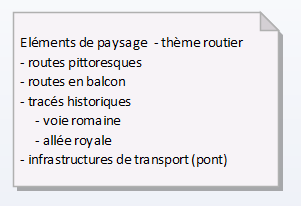 Eléments de paysage - thème routier
- routes pittoresques
- routes en balcon
- tracés historiques
- voie romaine
- allée royale
- infrastructures de transport (pont)